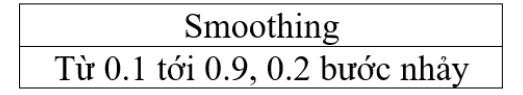 Smoothing
Từ 0.1 tới 0.9, 0.2 bước nhảy